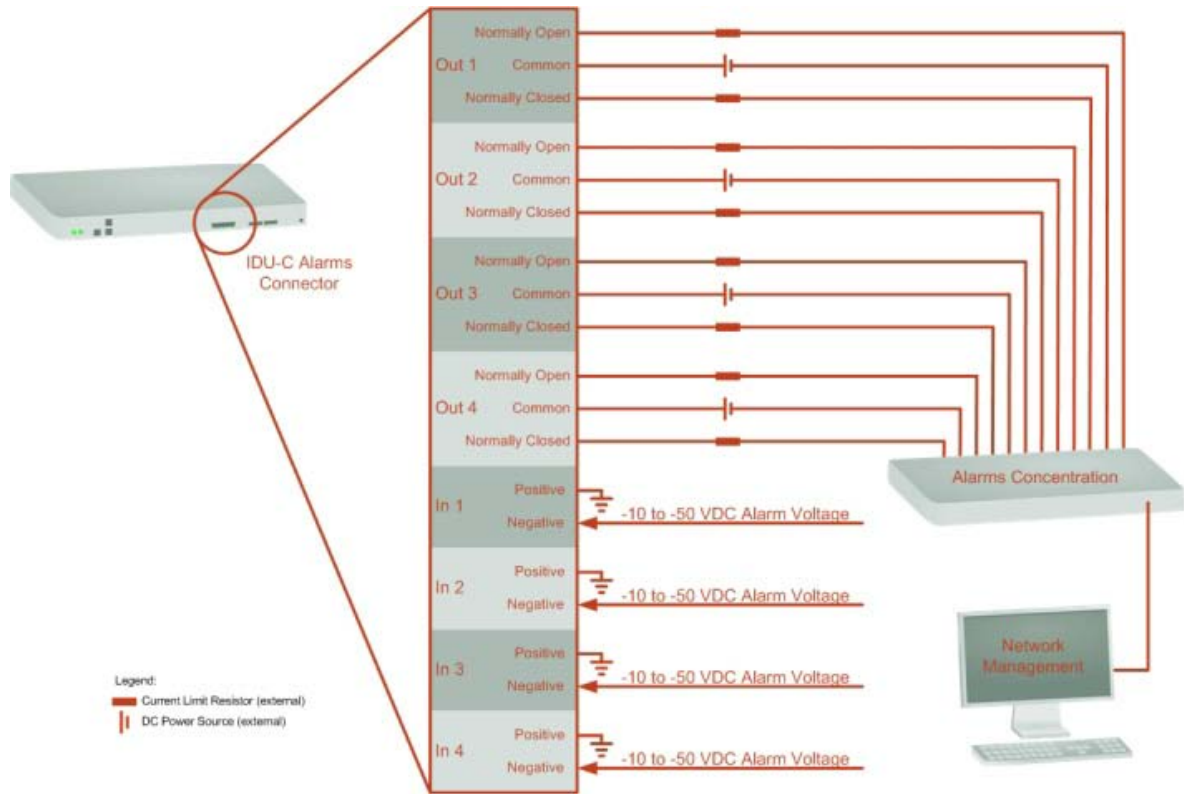 Normally Open
Out 1 Common
Normally Closed
Normally Open
Out 2 Common
Normally Closed
IDU-C Alarms
Connector
Normally Open
Out 3 Common
Normally Closed
Normally Open
Out 4 Common
Normally Closed
Alarms Concentration
In 1
Positive
Negative
-10 to -50 VDC Alarm Voltage
In 2
Positive
Negative
-10 to -50 VDC Alarm Voltage
In 3
Positive
Negative
-10 to -50 VDC Alarm Voltage
In 4
Positive
Negative
-10 to -50 VDC Alarm Voltage
Network
Management
Legend:
Current Limit Resistor (external)
DC Power Source (external)